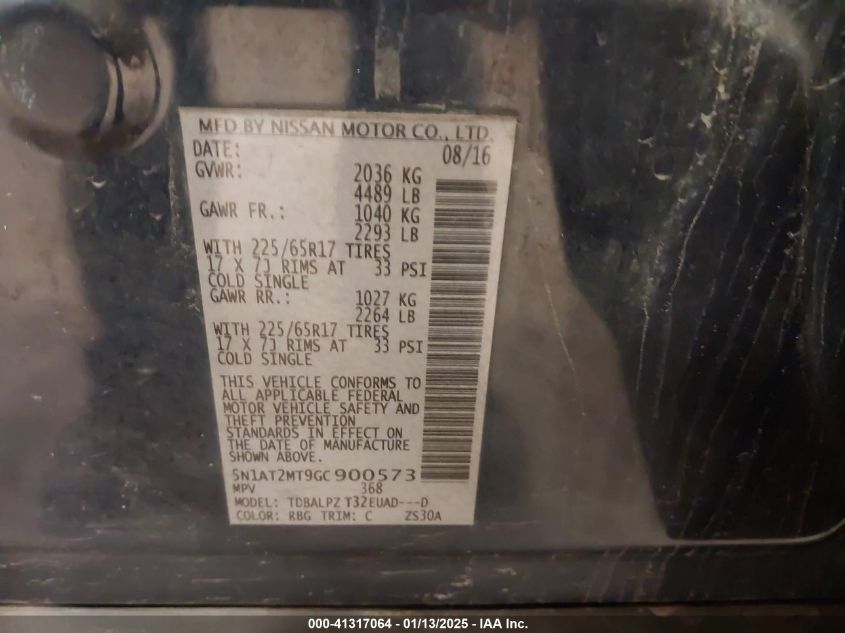 MFD BY NISSAN MOTOR CO., LTD.
DATE: 08/16
GVWR: 2036 KG
4489 LB
GAWR FR.: 1040 KG
2293 LB
WITH 225/65R17 TIRES
17 X 7J RIMS AT 33 PSI
COLD SINGLE
GAWR RR.: 1027 KG
2264 LB
WITH 225/65R17 TIRES
17 X 7J RIMS AT 33 PSI
COLD SINGLE
THIS VEHICLE CONFORMS TO
ALL APPLICABLE FEDERAL
MOTOR VEHICLE SAFETY AND
THEFT PREVENTION
STANDARDS IN EFFECT ON
THE DATE OF MANUFACTURE
SHOWN ABOVE.
5N1AT2MT9GC900573
MPV 368
MODEL: TDBALPZ T32EUAD---D
COLOR: RBG TRIM: C ZS30A
000-41317064 - 01/13/2025 - IAA Inc.